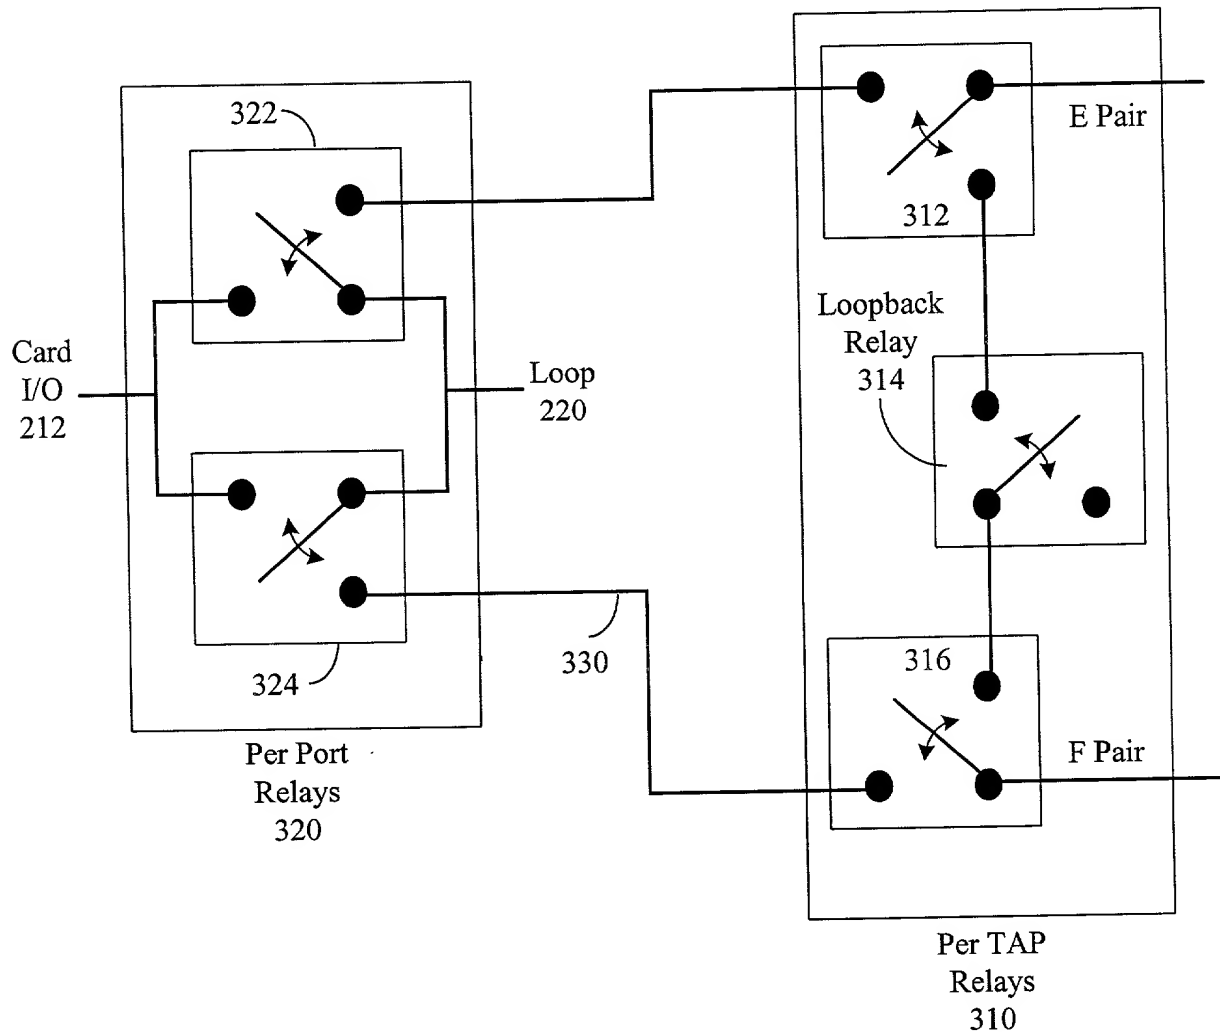 322
E Pair
312
Loopback
Relay
314
Card
I/O
212
Loop
220
324
330
316
F Pair
Per Port
Relays
320
Per TAP
Relays
310